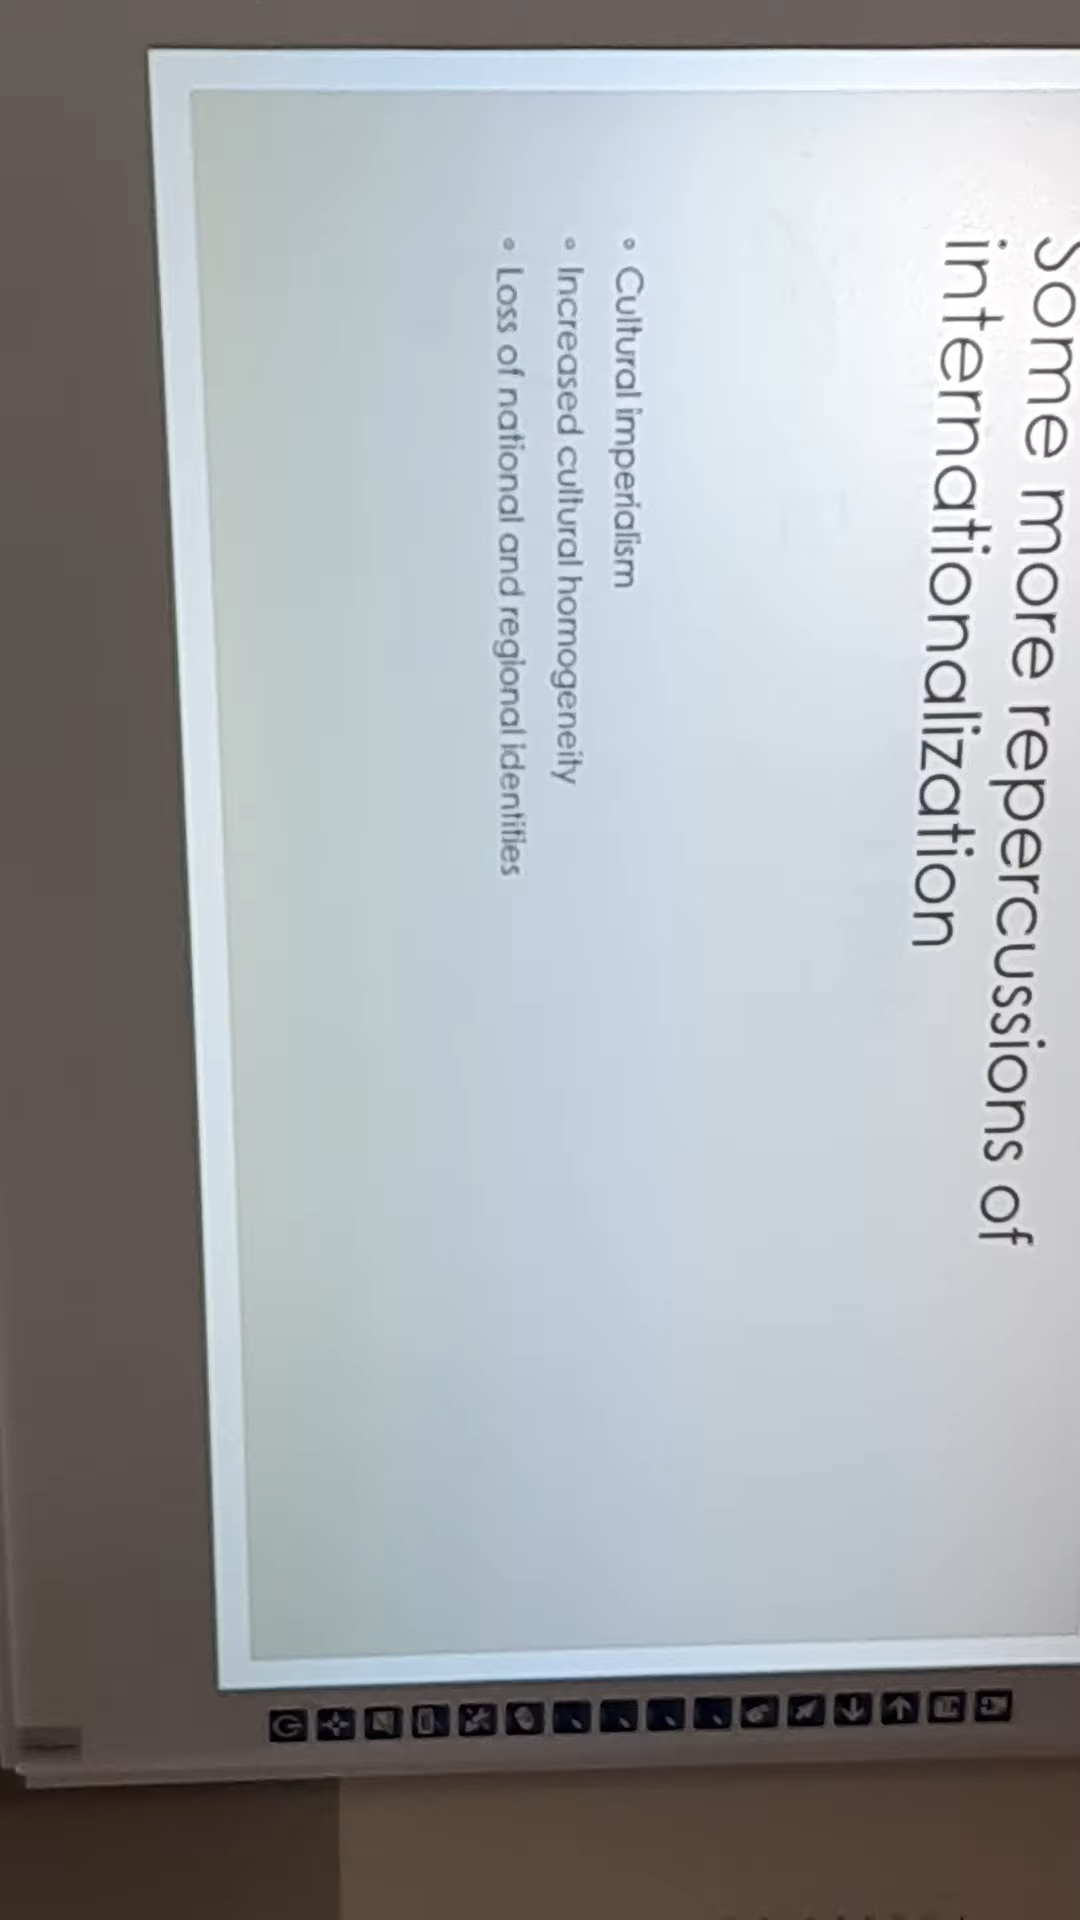 Some more repercussions of
internationalization
Cultural imperialism
Increased cultural homogeneity
Loss of national and regional identities